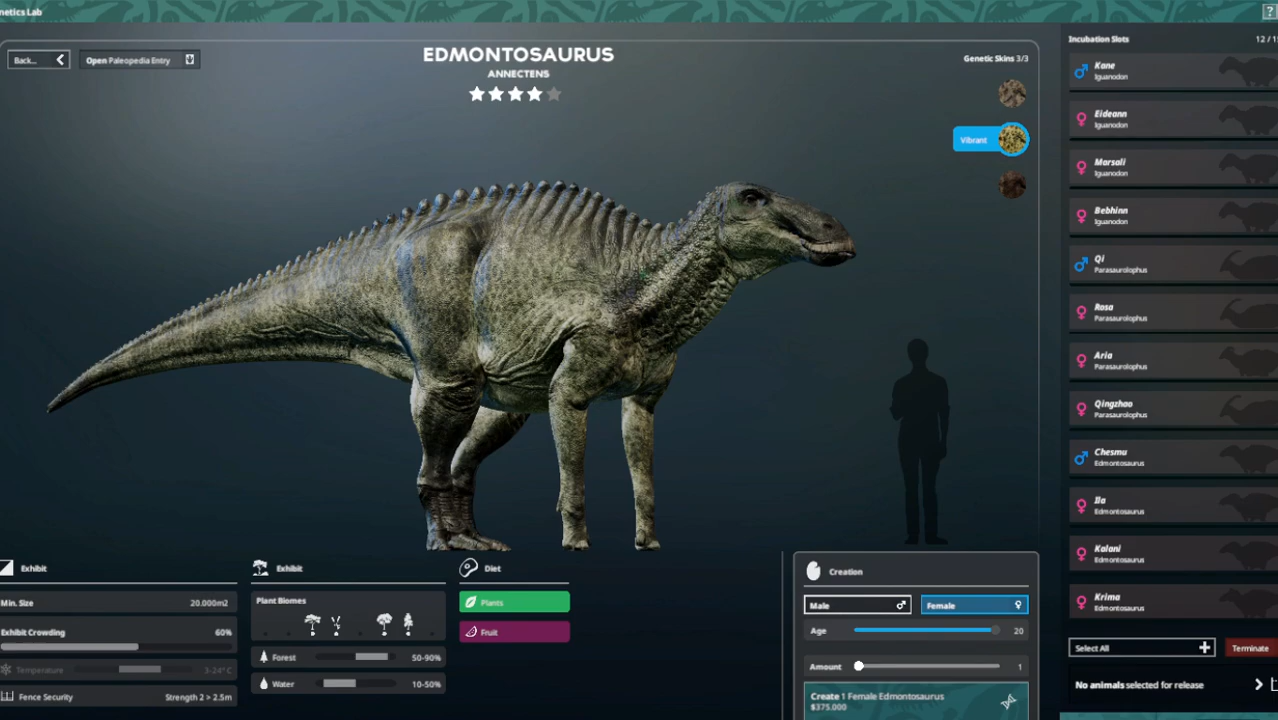 netics Lab
?
Back...
Open Paleopedia Entry
EDMONTOSAURUS
ANNECTENS
Genetic Skins 3/3
Vibrant
Incubation Slots
Kane
Iguanodon
Eideann
Iguanodon
Marsali
Iguanodon
Bebhinn
Iguanodon
Qi
Parasaurolophus
Rosa
Parasaurolophus
Aria
Parasaurolophus
Qingzhao
Parasaurolophus
Chesmu
Edmontosaurus
Ila
Edmontosaurus
Kalani
Edmontosaurus
Krima
Edmontosaurus
Select All
Terminate
No animals selected for release
Exhibit
Min. Size 20.000m2
Exhibit Crowding 60%
Temperature 3-24°C
Fence Security Strength 2 > 2.5m
Exhibit
Plant Biomes
Forest 50-90%
Water 10-50%
Diet
Plants
Fruit
Creation
Male
Female
Age 20
Amount 1
Create 1 Female Edmontosaurus
$375.000